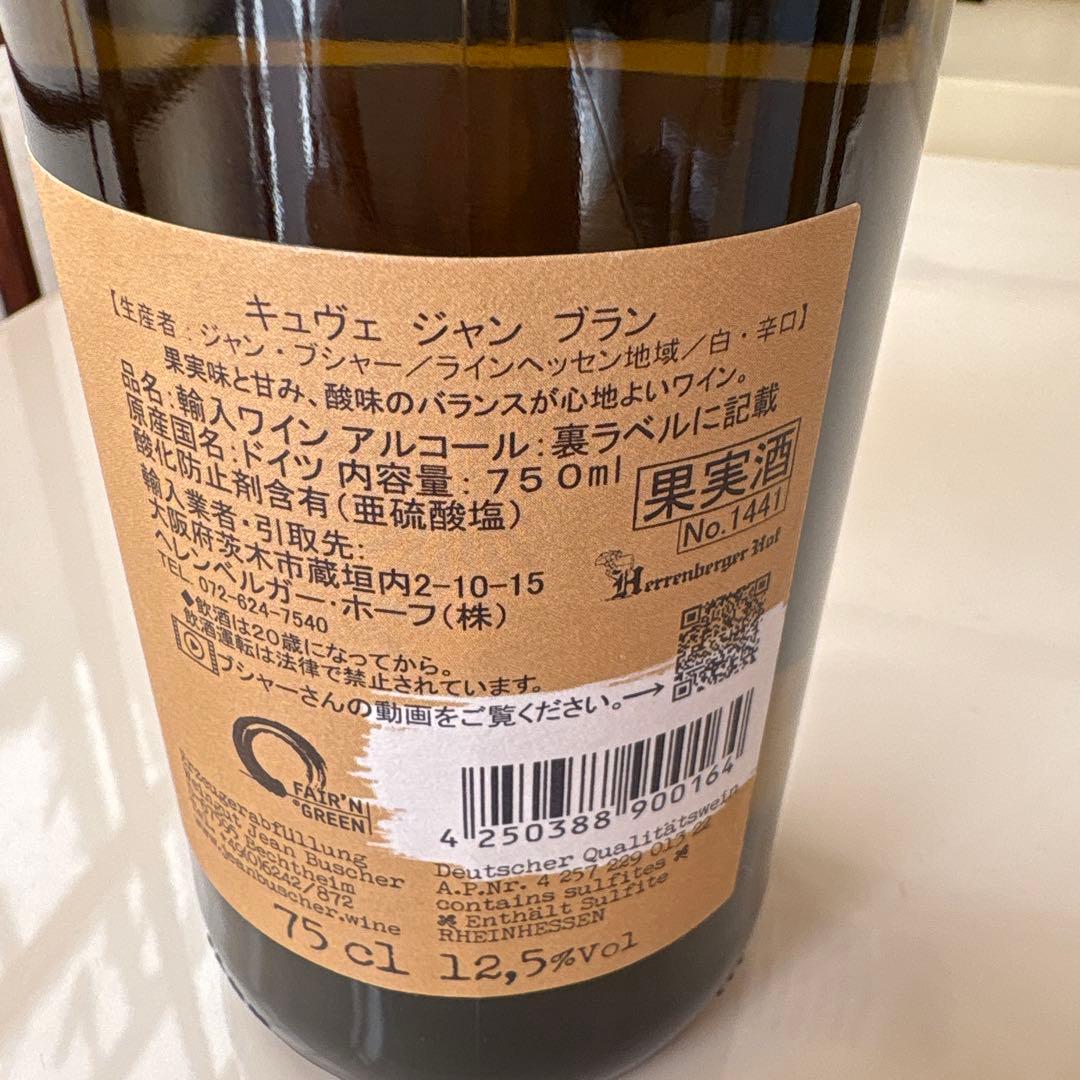 キュヴェ ジャン ブラン
【生産者：ジャン・ブシャー／ラインヘッセン地域／白・辛口】
果実味と甘み、酸味のバランスが心地よいワイン。
品名：輸入ワイン アルコール：裏ラベルに記載
原産国名：ドイツ 内容量：750ml
酸化防止剤含有（亜硫酸塩）
果実酒
No.1441
輸入業者・引取先：
大阪府茨木市蔵垣内2-10-15
ヘレンベルガー・ホーフ（株）
TEL 072-624-7540
Herrenberger Hof
◆飲酒は20歳になってから。
飲酒運転は法律で禁止されています。
ブシャーさんの動画をご覧ください。→
FAIR'N
GREEN
4 250388 900164
Erzeugerabfüllung
Weingut Jean Buscher
Bechtheim
+49(0)6242/872
www.jeanbuscher.wine
Deutscher Qualitätswein
A.P.Nr. 4 257 229 015 22
contains sulfites
Enthält Sulfite
RHEINHESSEN
75 cl 12,5%Vol